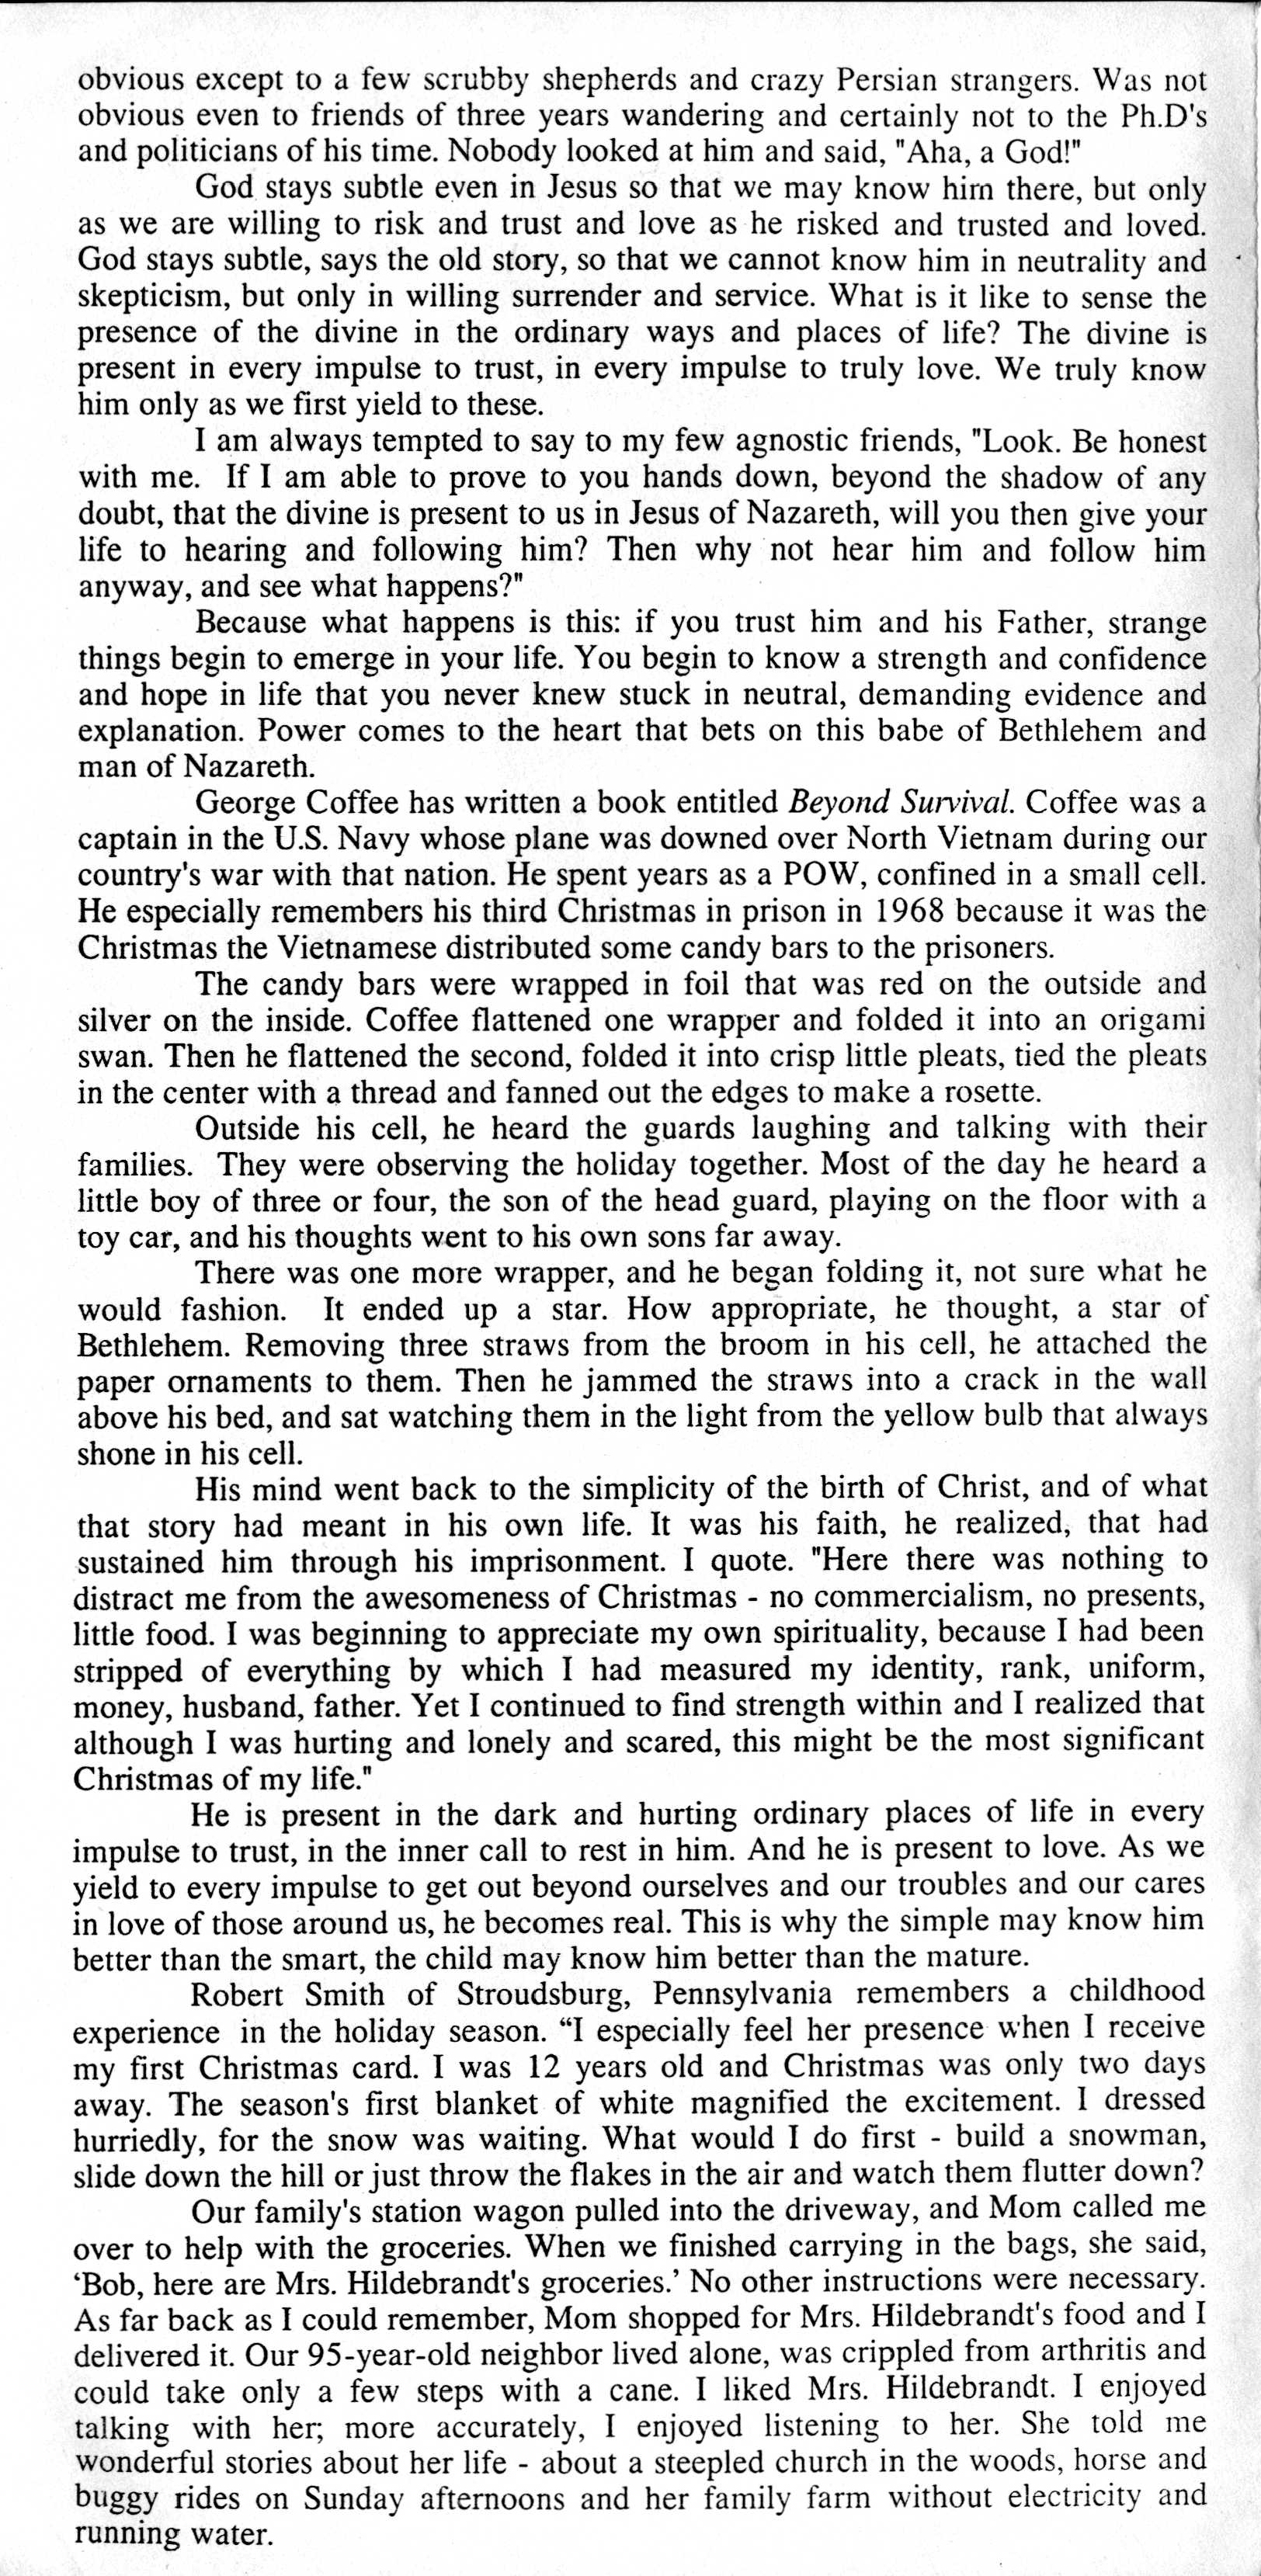 obvious except to a few scrubby shepherds and crazy Persian strangers. Was not
obvious even to friends of three years wandering and certainly not to the Ph.D's
and politicians of his time. Nobody looked at him and said, "Aha, a God!"
God stays subtle even in Jesus so that we may know him there, but only
as we are willing to risk and trust and love as he risked and trusted and loved.
God stays subtle, says the old story, so that we cannot know him in neutrality and
skepticism, but only in willing surrender and service. What is it like to sense the
presence of the divine in the ordinary ways and places of life? The divine is
present in every impulse to trust, in every impulse to truly love. We truly know
him only as we first yield to these.
I am always tempted to say to my few agnostic friends, "Look. Be honest
with me. If I am able to prove to you hands down, beyond the shadow of any
doubt, that the divine is present to us in Jesus of Nazareth, will you then give your
life to hearing and following him? Then why not hear him and follow him
anyway, and see what happens?"
Because what happens is this: if you trust him and his Father, strange
things begin to emerge in your life. You begin to know a strength and confidence
and hope in life that you never knew stuck in neutral, demanding evidence and
explanation. Power comes to the heart that bets on this babe of Bethlehem and
man of Nazareth.
George Coffee has written a book entitled Beyond Survival. Coffee was a
captain in the U.S. Navy whose plane was downed over North Vietnam during our
country's war with that nation. He spent years as a POW, confined in a small cell.
He especially remembers his third Christmas in prison in 1968 because it was the
Christmas the Vietnamese distributed some candy bars to the prisoners.
The candy bars were wrapped in foil that was red on the outside and
silver on the inside. Coffee flattened one wrapper and folded it into an origami
swan. Then he flattened the second, folded it into crisp little pleats, tied the pleats
in the center with a thread and fanned out the edges to make a rosette.
Outside his cell, he heard the guards laughing and talking with their
families. They were observing the holiday together. Most of the day he heard a
little boy of three or four, the son of the head guard, playing on the floor with a
toy car, and his thoughts went to his own sons far away.
There was one more wrapper, and he began folding it, not sure what he
would fashion. It ended up a star. How appropriate, he thought, a star of
Bethlehem. Removing three straws from the broom in his cell, he attached the
paper ornaments to them. Then he jammed the straws into a crack in the wall
above his bed, and sat watching them in the light from the yellow bulb that always
shone in his cell.
His mind went back to the simplicity of the birth of Christ, and of what
that story had meant in his own life. It was his faith, he realized, that had
sustained him through his imprisonment. I quote. "Here there was nothing to
distract me from the awesomeness of Christmas - no commercialism, no presents,
little food. I was beginning to appreciate my own spirituality, because I had been
stripped of everything by which I had measured my identity, rank, uniform,
money, husband, father. Yet I continued to find strength within and I realized that
although I was hurting and lonely and scared, this might be the most significant
Christmas of my life."
He is present in the dark and hurting ordinary places of life in every
impulse to trust, in the inner call to rest in him. And he is present to love. As we
yield to every impulse to get out beyond ourselves and our troubles and our cares
in love of those around us, he becomes real. This is why the simple may know him
better than the smart, the child may know him better than the mature.
Robert Smith of Stroudsburg, Pennsylvania remembers a childhood
experience in the holiday season. “I especially feel her presence when I receive
my first Christmas card. I was 12 years old and Christmas was only two days
away. The season's first blanket of white magnified the excitement. I dressed
hurriedly, for the snow was waiting. What would I do first - build a snowman,
slide down the hill or just throw the flakes in the air and watch them flutter down?
Our family's station wagon pulled into the driveway, and Mom called me
over to help with the groceries. When we finished carrying in the bags, she said,
‘Bob, here are Mrs. Hildebrandt's groceries.’ No other instructions were necessary.
As far back as I could remember, Mom shopped for Mrs. Hildebrandt's food and I
delivered it. Our 95-year-old neighbor lived alone, was crippled from arthritis and
could take only a few steps with a cane. I liked Mrs. Hildebrandt. I enjoyed
talking with her; more accurately, I enjoyed listening to her. She told me
wonderful stories about her life - about a steepled church in the woods, horse and
buggy rides on Sunday afternoons and her family farm without electricity and
running water.